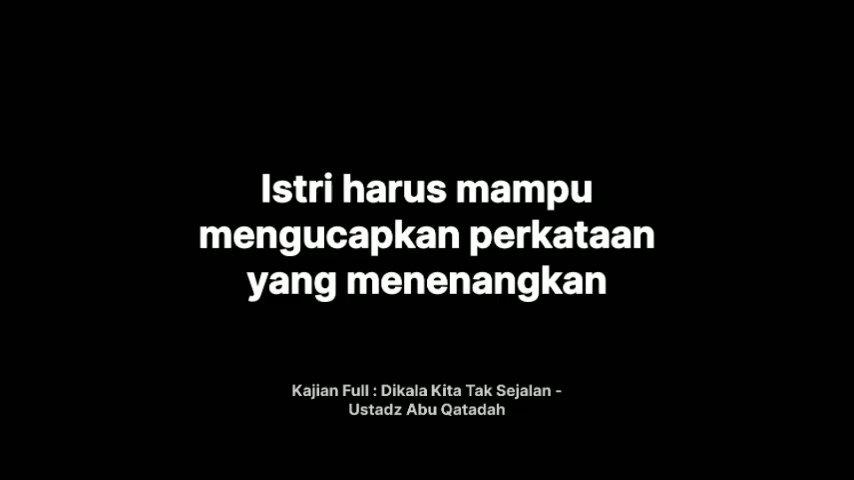 Istri harus mampu
mengucapkan perkataan
yang menenangkan
Kajian Full : Dikala Kita Tak Sejalan -
Ustadz Abu Qatadah